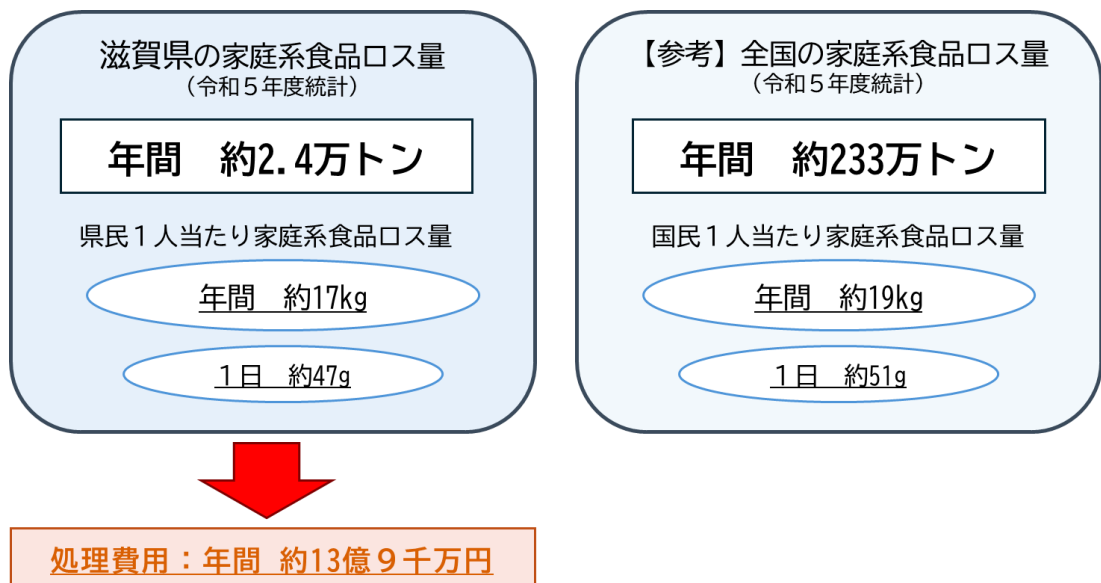 滋賀県の家庭系食品ロス量
（令和５年度統計）
年間　約2.4万トン
県民１人当たり家庭系食品ロス量
年間　約17kg
１日　約47g
処理費用：年間 約13億９千万円
【参考】全国の家庭系食品ロス量
（令和５年度統計）
年間　約233万トン
国民１人当たり家庭系食品ロス量
年間　約19kg
１日　約51g